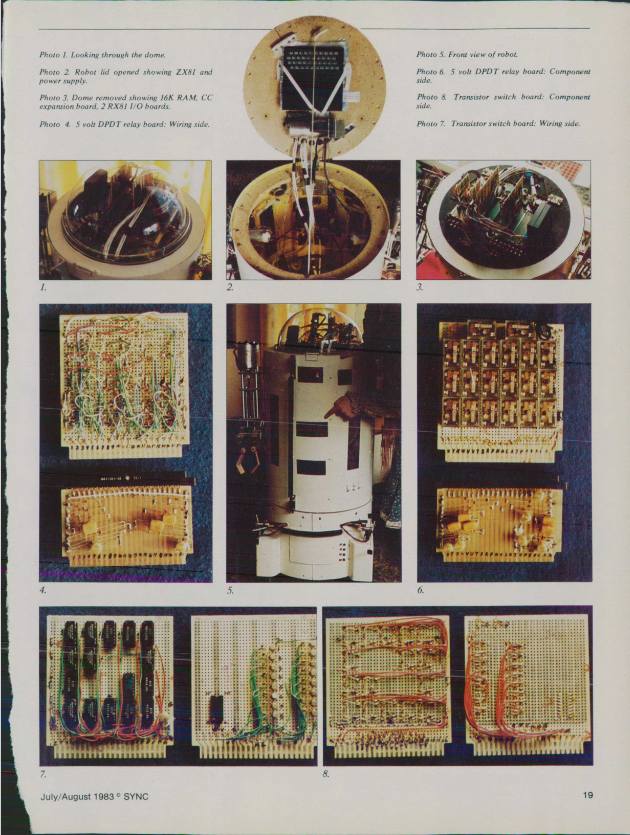 Photo 1. Looking through the dome.
Photo 2. Robot lid opened showing ZX81 and
power supply.
Photo 3. Dome removed showing 16K RAM, CC
expansion board, 2 RX81 I/O boards.
Photo 4. 5 volt DPDT relay board: Wiring side.
Photo 5. Front view of robot.
Photo 6. 5 volt DPDT relay board: Component
side.
Photo 8. Transistor switch board: Component
side.
Photo 7. Transistor switch board: Wiring side.
1.
2.
3.
4.
5.
6.
7.
8.
July/August 1983 © SYNC
19